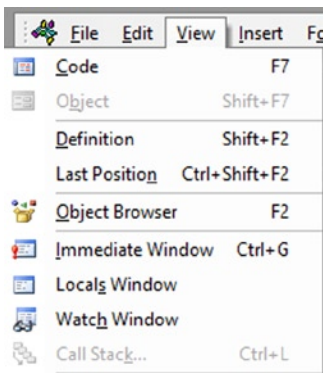 File Edit View Insert Fo
Code F7
Object Shift+F7
Definition Shift+F2
Last Position Ctrl+Shift+F2
Object Browser F2
Immediate Window Ctrl+G
Locals Window
Watch Window
Call Stack... Ctrl+L